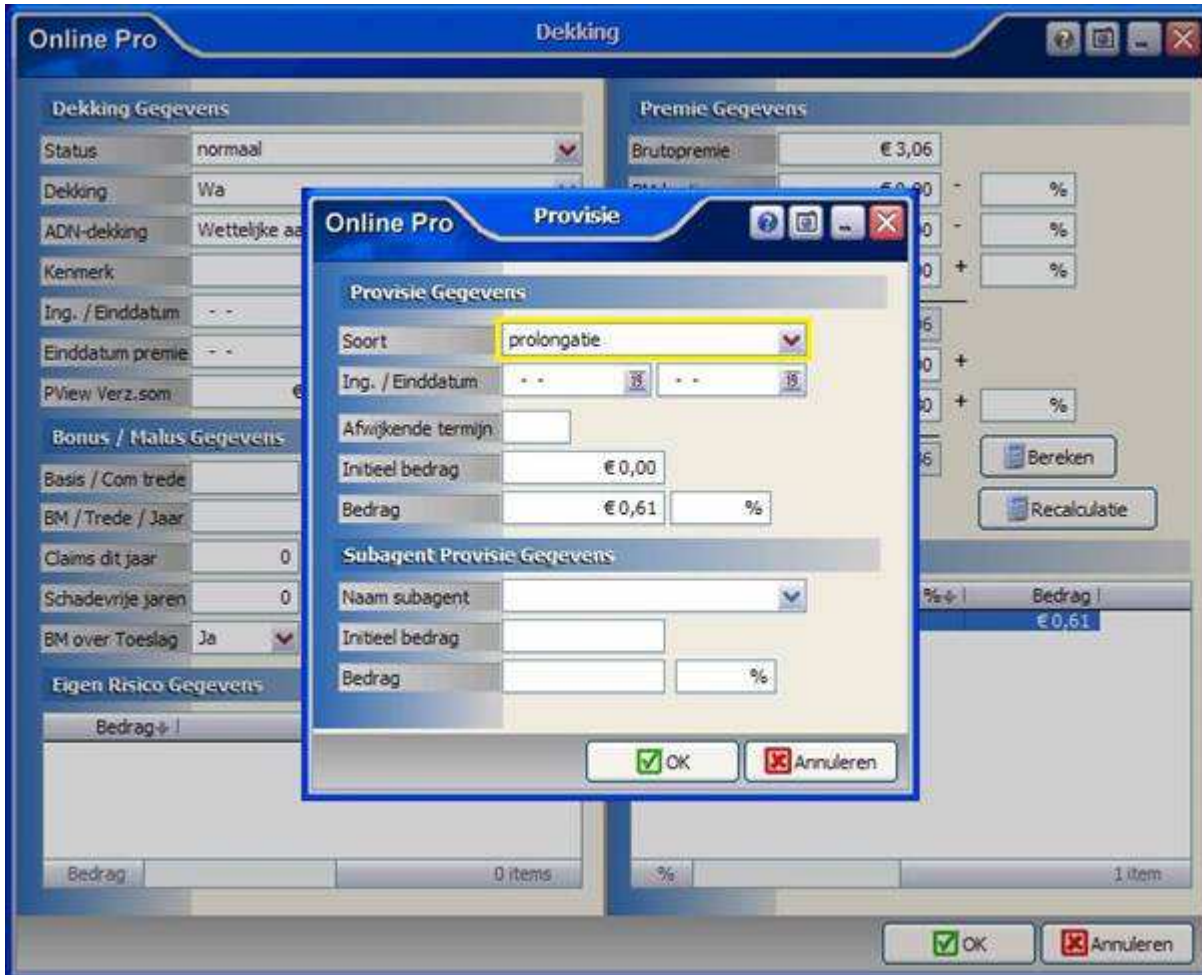 Online Pro
Dekking
Dekking Gegevens
Status normaal
Dekking Wa
ADN-dekking Wettelijke aa
Kenmerk
Ing. / Einddatum - -
Einddatum premie - -
PView Verz.som €
Bonus / Malus Gegevens
Basis / Com trede
BM / Trede / Jaar
Claims dit jaar 0
Schadevrije jaren 0
BM over Toeslag Ja
Eigen Risico Gegevens
Bedrag
Bedrag 0 items
Premie Gegevens
Brutopremie € 3,06
- %
- %
+ %
+
+ %
Bereken
Recalculatie
% Bedrag
€ 0,61
% 1 item
OK Annuleren
Online Pro
Provisie
Provisie Gegevens
Soort prolongatie
Ing. / Einddatum - - 19 - - 19
Afwijkende termijn
Initieel bedrag € 0,00
Bedrag € 0,61 %
Subagent Provisie Gegevens
Naam subagent
Initieel bedrag
Bedrag %
OK Annuleren